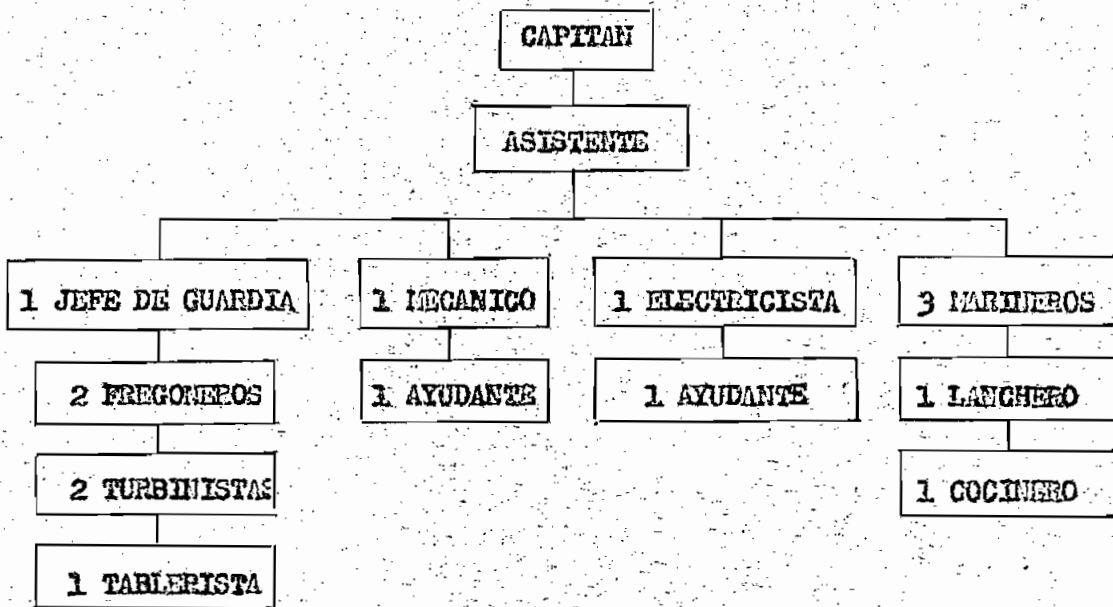 CAPITAN
ASISTENTE
1 JEFE DE GUARDIA
1 MECANICO
1 ELECTRICISTA
3 MARINEROS
2 FREGONEROS
1 AYUDANTE
1 AYUDANTE
1 LANCHERO
2 TURBINISTAS
1 COCINERO
1 TABLERISTA